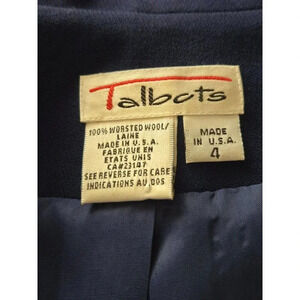 Talbots
100% WORSTED WOOL/
LAINE
MADE IN U.S.A.
FABRIQUE EN
ETATS UNIS
CA#23147
SEE REVERSE FOR CARE
INDICATIONS AU DOS
MADE
IN U.S.A.
4